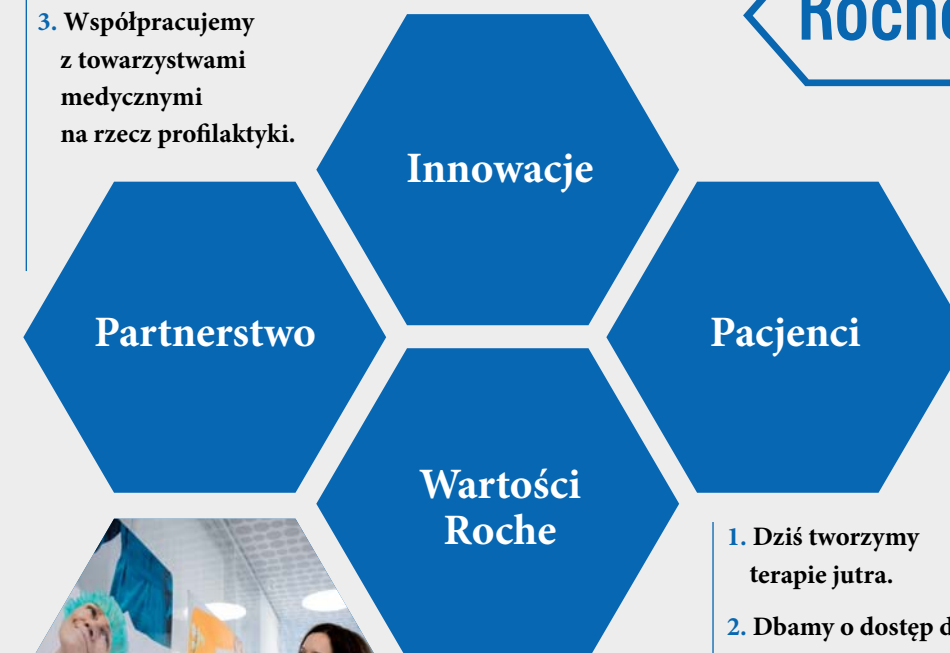 3. Współpracujemy
z towarzystwami
medycznymi
na rzecz profilaktyki.
Innowacje
Partnerstwo
Pacjenci
Wartości
Roche
1. Dziś tworzymy
terapie jutra.
2. Dbamy o dostęp